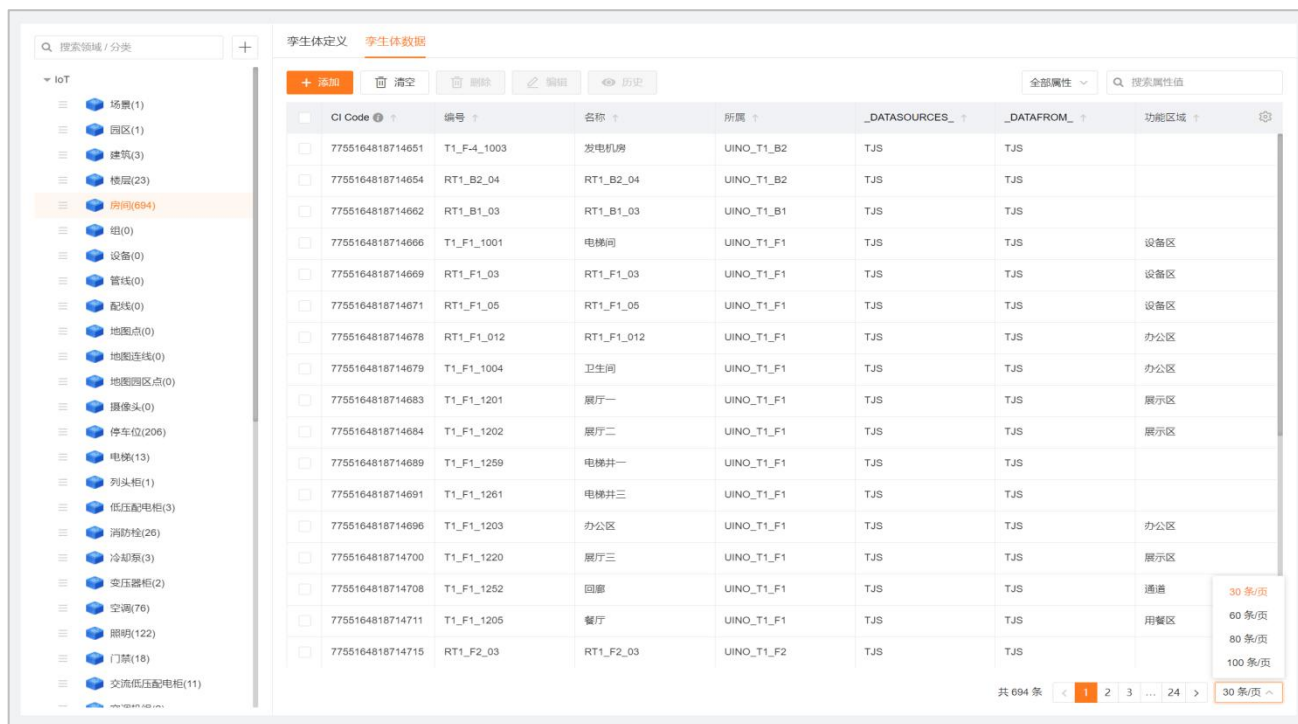 搜索领域 / 分类
IoT
场景(1)
园区(1)
建筑(3)
楼层(23)
房间(694)
组(0)
设备(0)
管线(0)
配线(0)
地图点(0)
地图连线(0)
地图园区点(0)
摄像头(0)
停车位(206)
电梯(13)
列头柜(1)
低压配电柜(3)
消防栓(26)
冷却泵(3)
变压器柜(2)
空调(76)
照明(122)
门禁(18)
交流低压配电柜(11)
孪生体定义 孪生体数据
添加 清空 删除 编辑 历史 全部属性 搜索属性值
CI Code 编号 名称 所属 _DATASOURCES_ _DATAFROM_ 功能区域
7755164818714651 T1_F-4_1003 发电机房 UINO_T1_B2 TJS TJS
7755164818714654 RT1_B2_04 RT1_B2_04 UINO_T1_B2 TJS TJS
7755164818714662 RT1_B1_03 RT1_B1_03 UINO_T1_B1 TJS TJS
7755164818714666 T1_F1_1001 电梯间 UINO_T1_F1 TJS TJS 设备区
7755164818714669 RT1_F1_03 RT1_F1_03 UINO_T1_F1 TJS TJS 设备区
7755164818714671 RT1_F1_05 RT1_F1_05 UINO_T1_F1 TJS TJS 设备区
7755164818714678 RT1_F1_012 RT1_F1_012 UINO_T1_F1 TJS TJS 办公区
7755164818714679 T1_F1_1004 卫生间 UINO_T1_F1 TJS TJS 办公区
7755164818714683 T1_F1_1201 展厅一 UINO_T1_F1 TJS TJS 展示区
7755164818714684 T1_F1_1202 展厅二 UINO_T1_F1 TJS TJS 展示区
7755164818714689 T1_F1_1259 电梯井一 UINO_T1_F1 TJS TJS
7755164818714691 T1_F1_1261 电梯井三 UINO_T1_F1 TJS TJS
7755164818714696 T1_F1_1203 办公区 UINO_T1_F1 TJS TJS 办公区
7755164818714700 T1_F1_1220 展厅三 UINO_T1_F1 TJS TJS 展示区
7755164818714708 T1_F1_1252 回廊 UINO_T1_F1 TJS TJS 通道
7755164818714711 T1_F1_1205 餐厅 UINO_T1_F1 TJS TJS 用餐区
7755164818714715 RT1_F2_03 RT1_F2_03 UINO_T1_F2 TJS TJS
30 条/页
60 条/页
80 条/页
100 条/页
共 694 条 < 1 2 3 ... 24 > 30 条/页